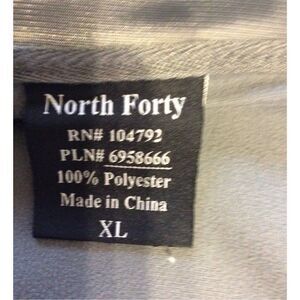 North Forty
RN# 104792
PLN# 6958666
100% Polyester
Made in China
XL